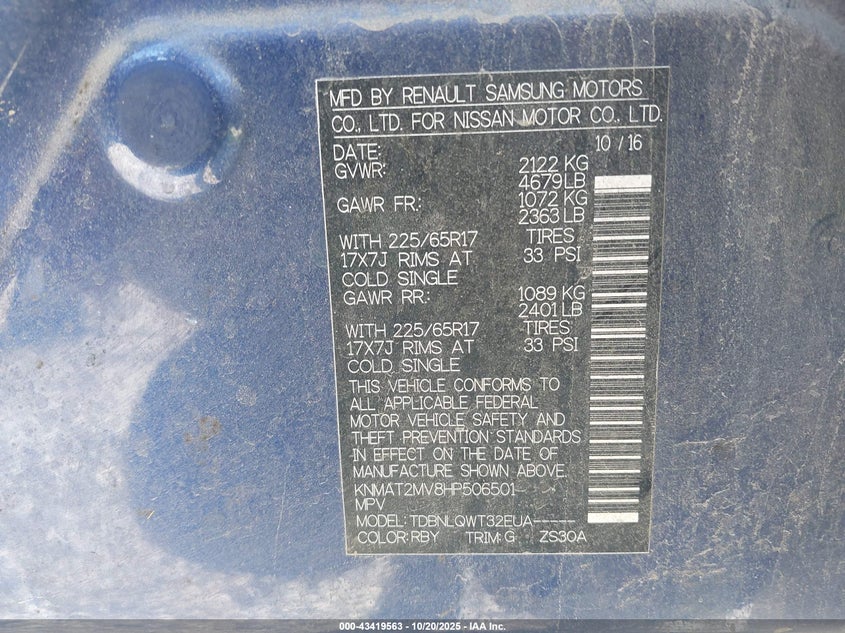 MFD BY RENAULT SAMSUNG MOTORS
CO., LTD. FOR NISSAN MOTOR CO., LTD.
DATE: 10 / 16
GVWR: 2122 KG
4679 LB
GAWR FR: 1072 KG
2363 LB
WITH 225/65R17 TIRES
17X7J RIMS AT 33 PSI
COLD SINGLE
GAWR RR: 1089 KG
2401 LB
WITH 225/65R17 TIRES
17X7J RIMS AT 33 PSI
COLD SINGLE
THIS VEHICLE CONFORMS TO
ALL APPLICABLE FEDERAL
MOTOR VEHICLE SAFETY AND
THEFT PREVENTION STANDARDS
IN EFFECT ON THE DATE OF
MANUFACTURE SHOWN ABOVE.
KNMAT2MV8HP506501
MPV
MODEL: TDBNLQWT32EUA-----
COLOR: RBY TRIM: G ZS30A
000-43419563 - 10/20/2025 - IAA Inc.